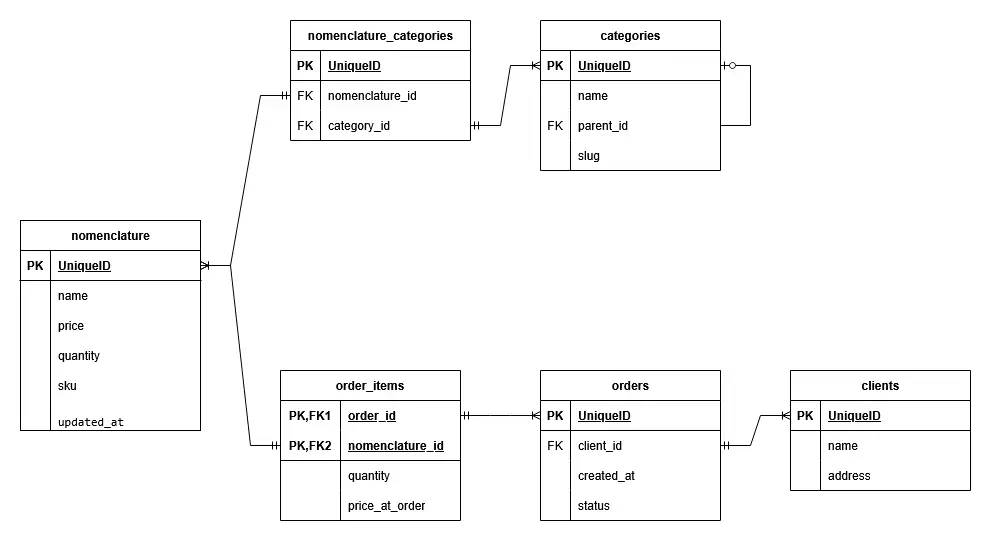 nomenclature_categories
PK UniqueID
FK nomenclature_id
FK category_id
categories
PK UniqueID
name
FK parent_id
slug
nomenclature
PK UniqueID
name
price
quantity
sku
updated_at
order_items
PK,FK1 order_id
PK,FK2 nomenclature_id
quantity
price_at_order
orders
PK UniqueID
FK client_id
created_at
status
clients
PK UniqueID
name
address